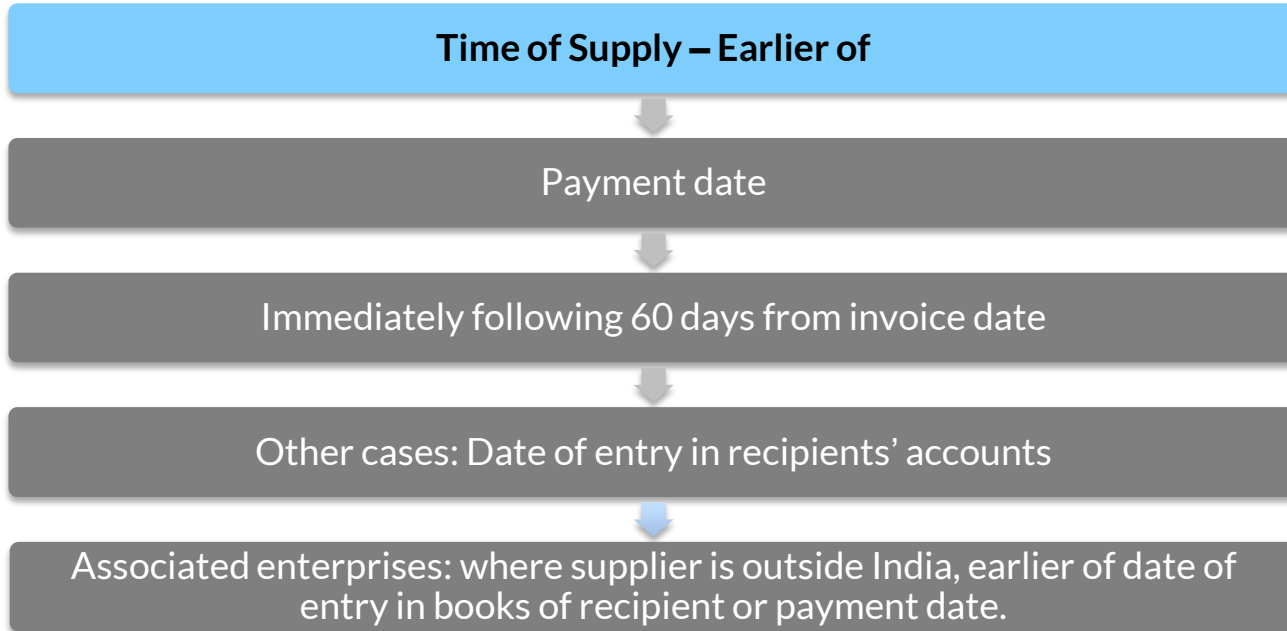 Time of Supply – Earlier of
Payment date
Immediately following 60 days from invoice date
Other cases: Date of entry in recipients’ accounts
Associated enterprises: where supplier is outside India, earlier of date of
entry in books of recipient or payment date.